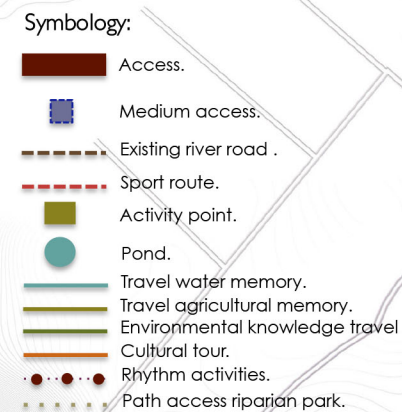 Symbology:
Access.
Medium access.
Existing river road .
Sport route.
Activity point.
Pond.
Travel water memory.
Travel agricultural memory.
Environmental knowledge travel
Cultural tour.
Rhythm activities.
Path access riparian park.